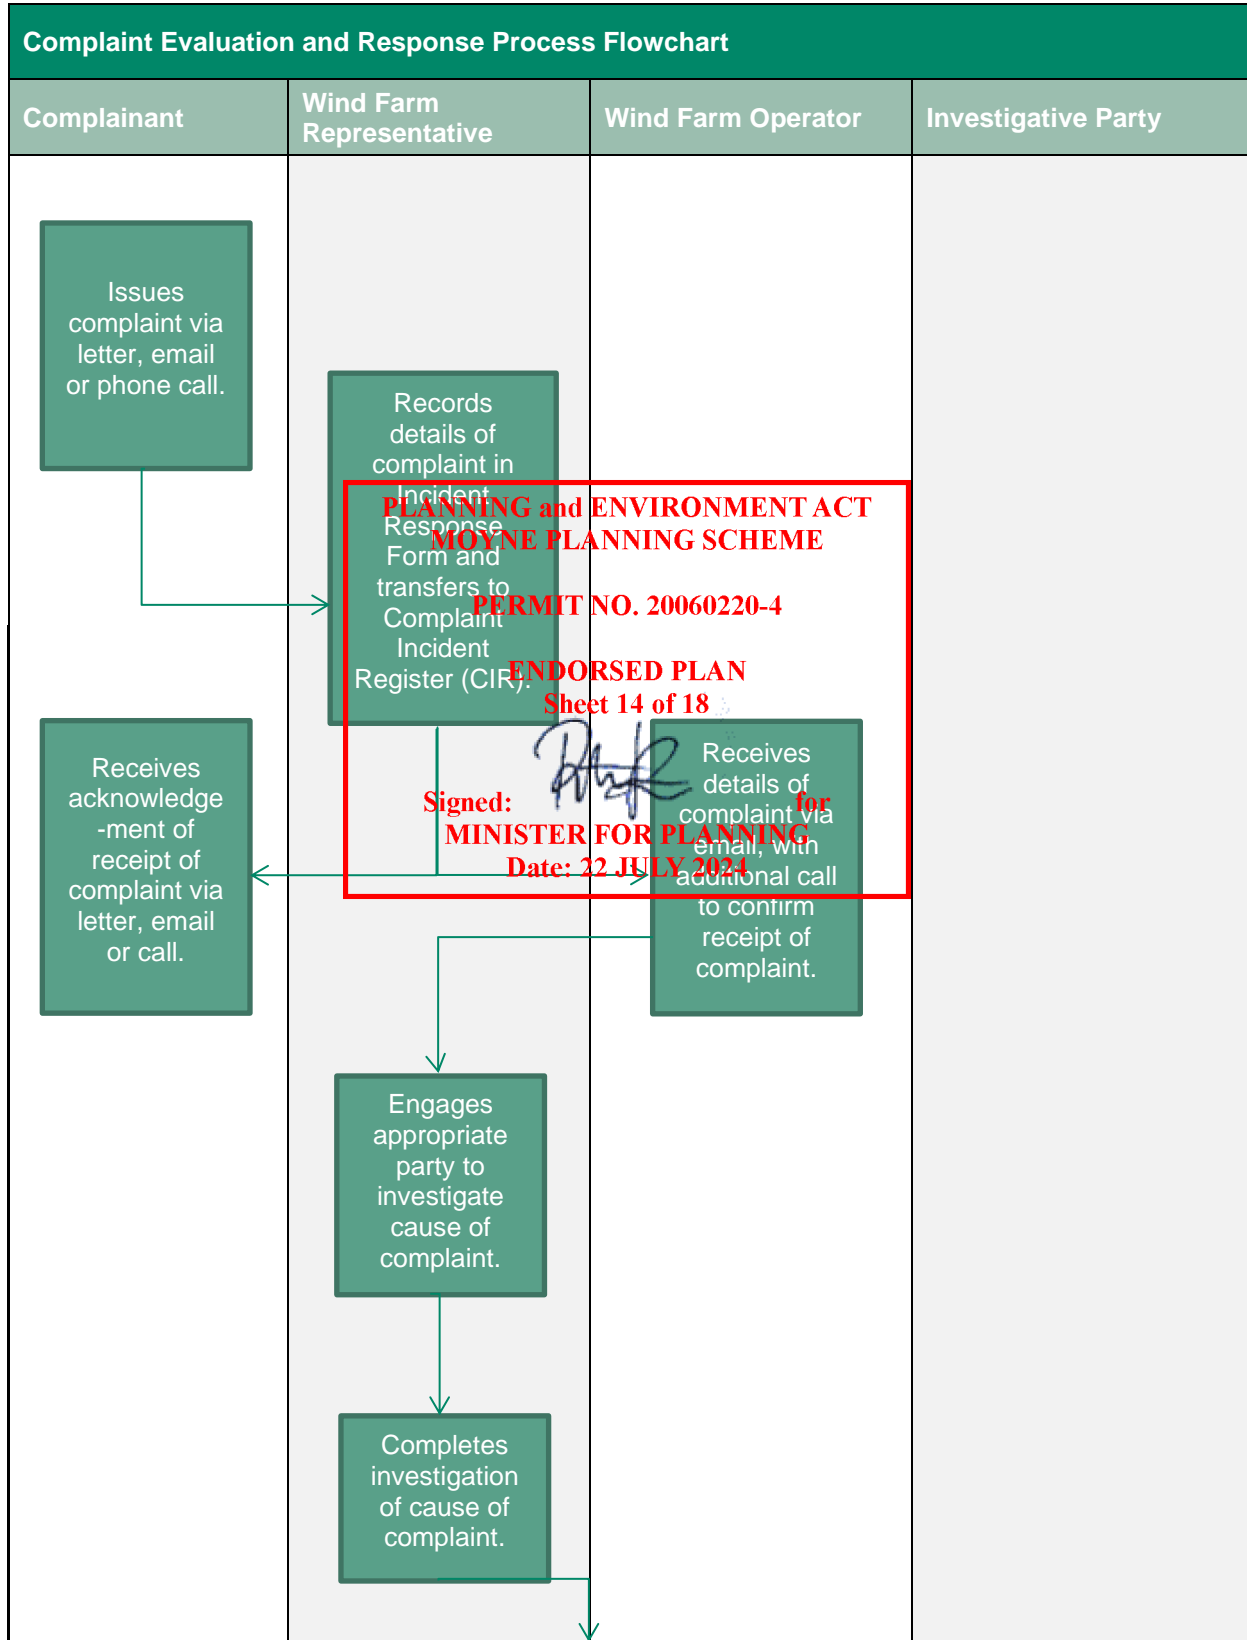 Complaint Evaluation and Response Process Flowchart
Complainant
Wind Farm
Representative
Wind Farm Operator
Investigative Party
Issues
complaint via
letter, email
or phone call.
Records
details of
complaint in
Incident
Response
Form and
transfers to
Complaint
Incident
Register (CIR).
PLANNING and ENVIRONMENT ACT
MOYNE PLANNING SCHEME
PERMIT NO. 20060220-4
ENDORSED PLAN
Sheet 14 of 18
Signed: for
MINISTER FOR PLANNING
Date: 22 JULY 2024
Receives
acknowledge
-ment of
receipt of
complaint via
letter, email
or call.
Receives
details of
complaint via
email, with
additional call
to confirm
receipt of
complaint.
Engages
appropriate
party to
investigate
cause of
complaint.
Completes
investigation
of cause of
complaint.